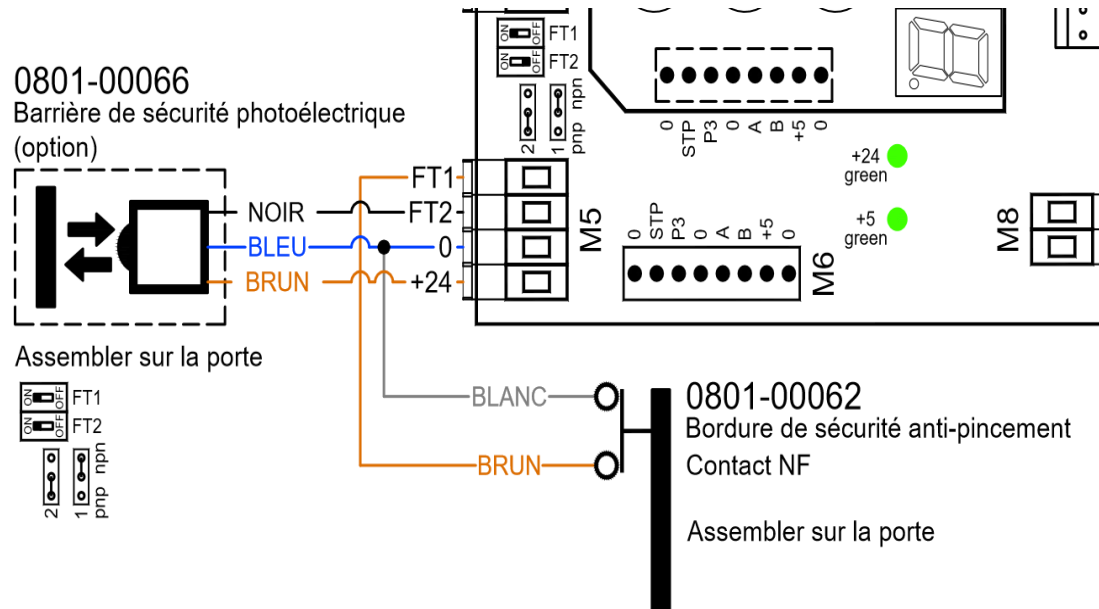 ON OFF FT1
ON OFF FT2
2 1 pnp npn
0801-00066
Barrière de sécurité photoélectrique
(option)
0 STP P3 0 A B +5 0
+24
green
+5
green
FT1
NOIR FT2
BLEU 0
BRUN +24
M5
0 STP P3 0 A B +5 0
M6
M8
Assembler sur la porte
ON OFF FT1
ON OFF FT2
2 1 pnp npn
BLANC
BRUN
0801-00062
Bordure de sécurité anti-pincement
Contact NF
Assembler sur la porte